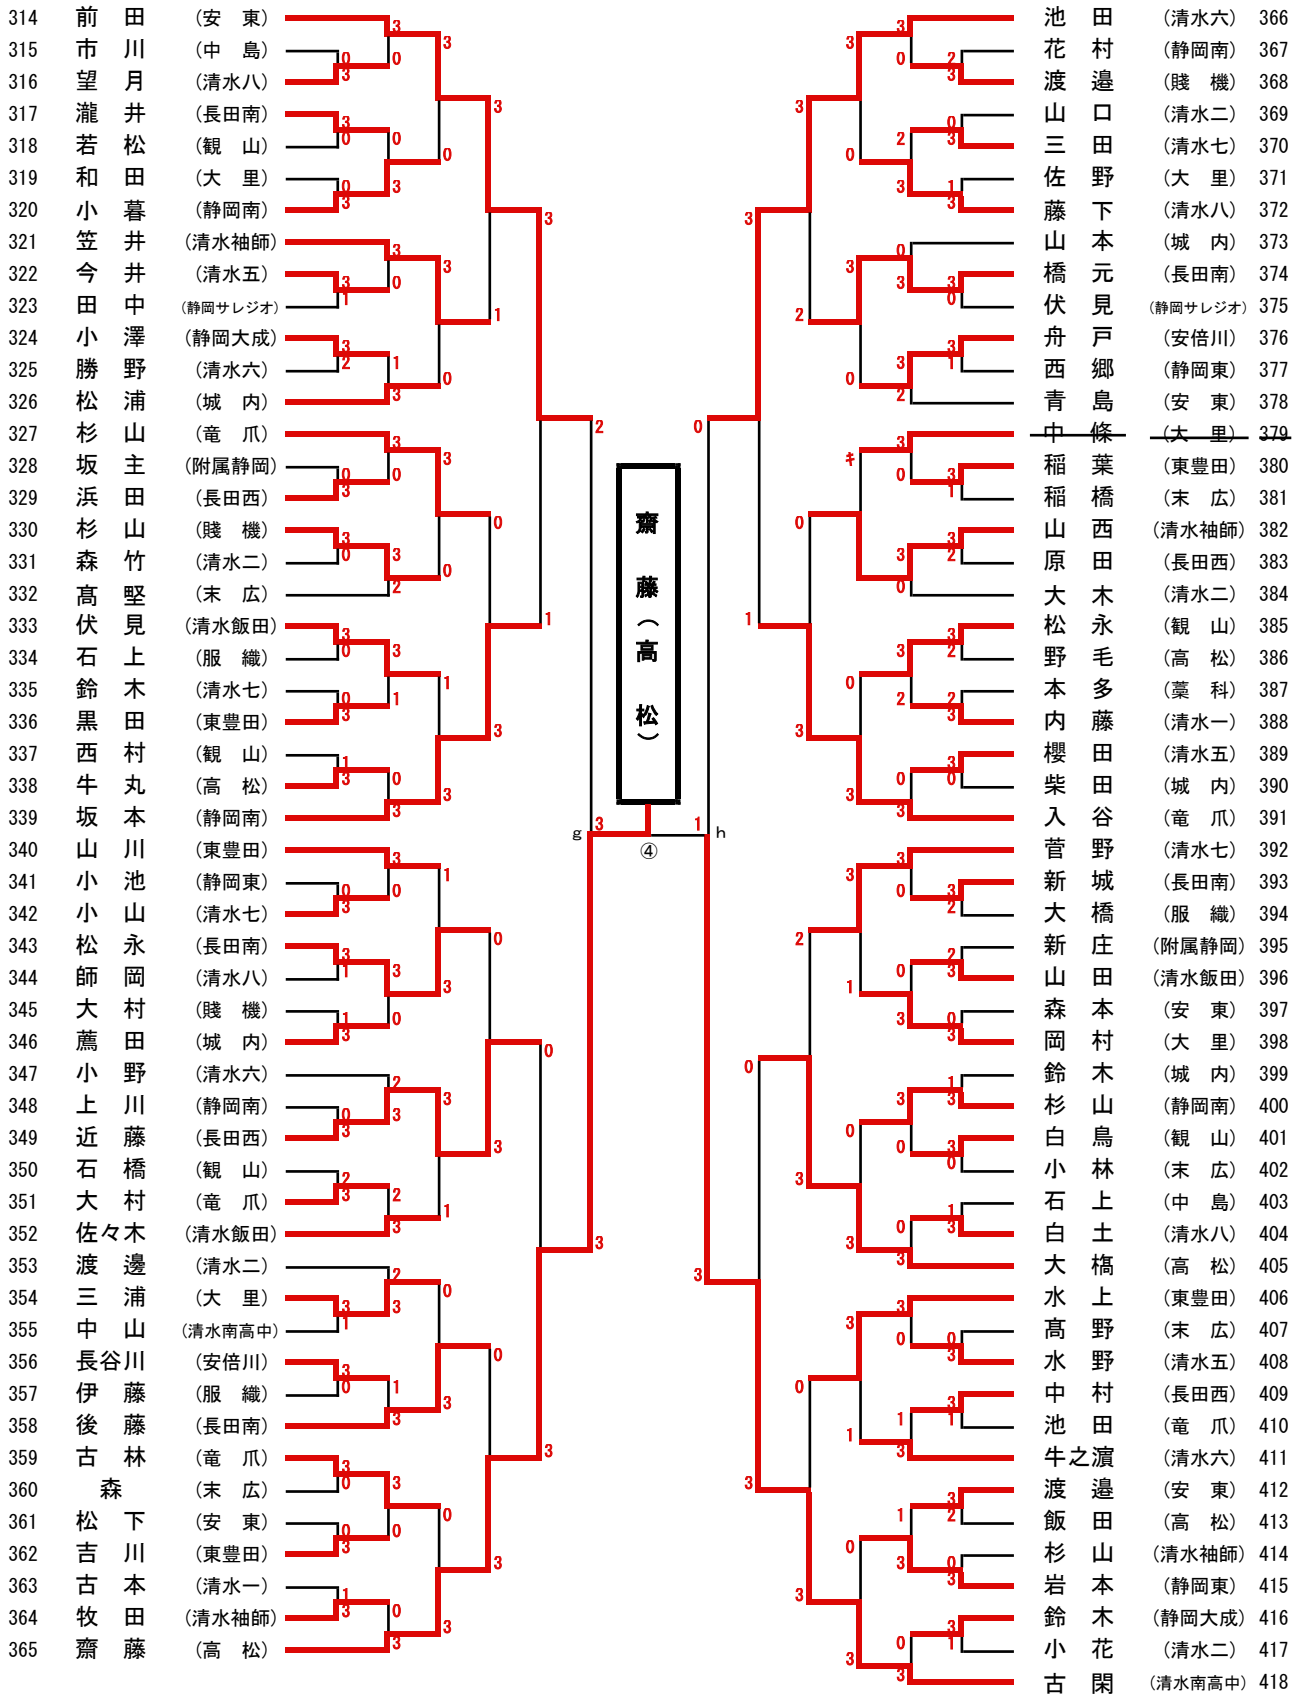 314 前田 (安東)
315 市川 (中島)
316 望月 (清水八)
317 瀧井 (長田南)
318 若松 (観山)
319 和田 (大里)
320 小暮 (静岡南)
321 笠井 (清水袖師)
322 今井 (清水五)
323 田中 (静岡サレジオ)
324 小澤 (静岡大成)
325 勝野 (清水六)
326 松浦 (城内)
327 杉山 (竜爪)
328 坂主 (附属静岡)
329 浜田 (長田西)
330 杉山 (賤機)
331 森竹 (清水二)
332 髙堅 (末広)
333 伏見 (清水飯田)
334 石上 (服織)
335 鈴木 (清水七)
336 黒田 (東豊田)
337 西村 (観山)
338 牛丸 (高松)
339 坂本 (静岡南)
340 山川 (東豊田)
341 小池 (静岡東)
342 小山 (清水七)
343 松永 (長田南)
344 師岡 (清水八)
345 大村 (賤機)
346 薦田 (城内)
347 小野 (清水六)
348 上川 (静岡南)
349 近藤 (長田西)
350 石橋 (観山)
351 大村 (竜爪)
352 佐々木 (清水飯田)
353 渡邊 (清水二)
354 三浦 (大里)
355 中山 (清水南高中)
356 長谷川 (安倍川)
357 伊藤 (服織)
358 後藤 (長田南)
359 古林 (竜爪)
360 森 (末広)
361 松下 (安東)
362 吉川 (東豊田)
363 古本 (清水一)
364 牧田 (清水袖師)
365 齋藤 (高松)
齋藤(高松)
g 3 1 h
④
池田 (清水六) 366
花村 (静岡南) 367
渡邉 (賤機) 368
山口 (清水二) 369
三田 (清水七) 370
佐野 (大里) 371
藤下 (清水八) 372
山本 (城内) 373
橋元 (長田南) 374
伏見 (静岡サレジオ) 375
舟戸 (安倍川) 376
西郷 (静岡東) 377
青島 (安東) 378
中條 (大里) 379
キ
稲葉 (東豊田) 380
稲橋 (末広) 381
山西 (清水袖師) 382
原田 (長田西) 383
大木 (清水二) 384
松永 (観山) 385
野毛 (高松) 386
本多 (藁科) 387
内藤 (清水一) 388
櫻田 (清水五) 389
柴田 (城内) 390
入谷 (竜爪) 391
菅野 (清水七) 392
新城 (長田南) 393
大橋 (服織) 394
新庄 (附属静岡) 395
山田 (清水飯田) 396
森本 (安東) 397
岡村 (大里) 398
鈴木 (城内) 399
杉山 (静岡南) 400
白鳥 (観山) 401
小林 (末広) 402
石上 (中島) 403
白土 (清水八) 404
大槗 (高松) 405
水上 (東豊田) 406
髙野 (末広) 407
水野 (清水五) 408
中村 (長田西) 409
池田 (竜爪) 410
牛之濵 (清水六) 411
渡邉 (安東) 412
飯田 (高松) 413
杉山 (清水袖師) 414
岩本 (静岡東) 415
鈴木 (静岡大成) 416
小花 (清水二) 417
古閑 (清水南高中) 418